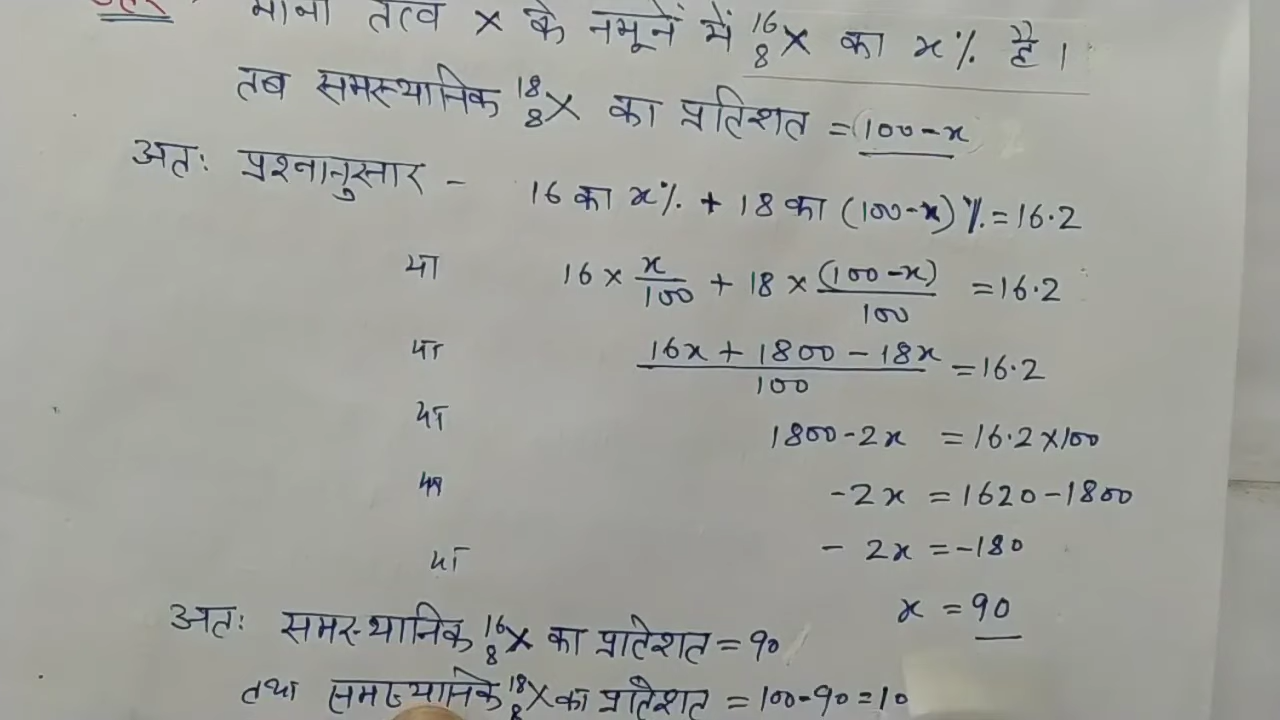 उत्तर- माना तत्व X के नमूनें में ¹⁶₈X का x% है।
तब समस्थानिक ¹⁸₈X का प्रतिशत = (100-x)
अतः प्रश्नानुसार - 16 का x% + 18 का (100-x)% = 16.2
या 16 × x/100 + 18 × (100-x)/100 = 16.2
या (16x + 1800 - 18x)/100 = 16.2
या 1800-2x = 16.2×100
या -2x = 1620-1800
या - 2x = -180
x = 90
अतः समस्थानिक ¹⁶₈X का प्रतिशत = 90
तथा समस्थानिक ¹⁸₈X का प्रतिशत = 100-90=10